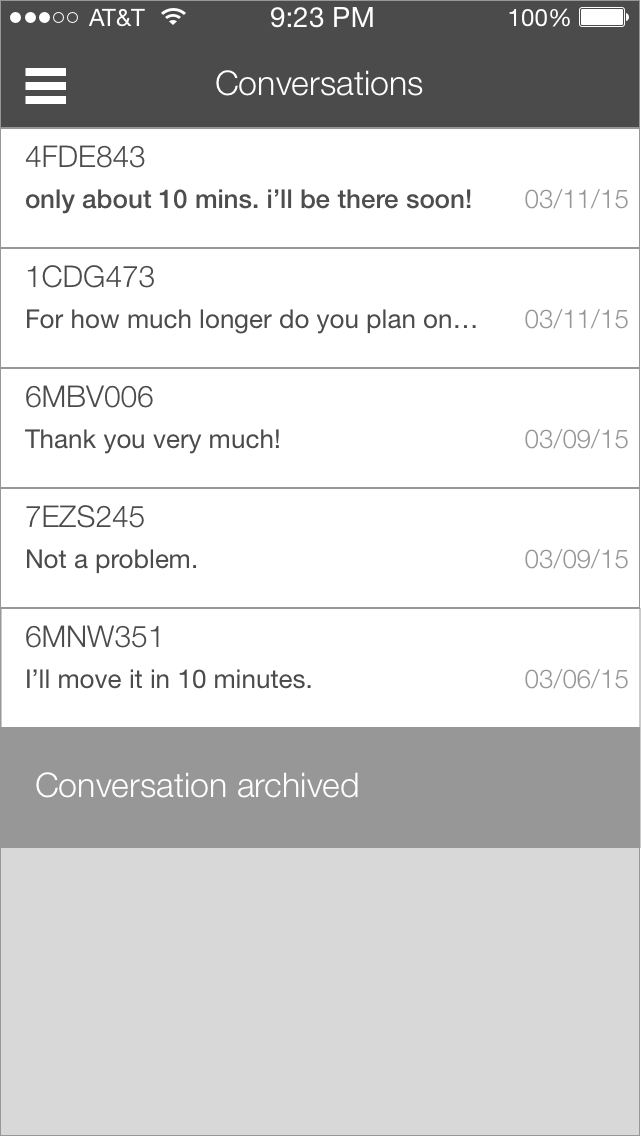 AT&T 9:23 PM 100%
Conversations
4FDE843
only about 10 mins. i’ll be there soon! 03/11/15
1CDG473
For how much longer do you plan on... 03/11/15
6MBV006
Thank you very much! 03/09/15
7EZS245
Not a problem. 03/09/15
6MNW351
I’ll move it in 10 minutes. 03/06/15
Conversation archived